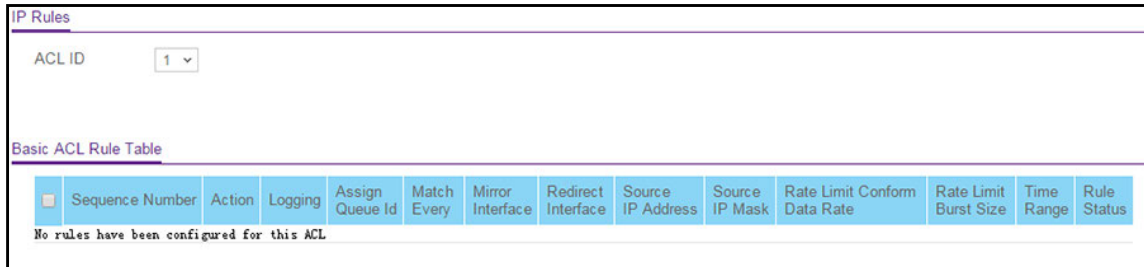 IP Rules
ACL ID 1
Basic ACL Rule Table
Sequence Number Action Logging Assign Queue Id Match Every Mirror Interface Redirect Interface Source IP Address Source IP Mask Rate Limit Conform Data Rate Rate Limit Burst Size Time Range Rule Status
No rules have been configured for this ACL